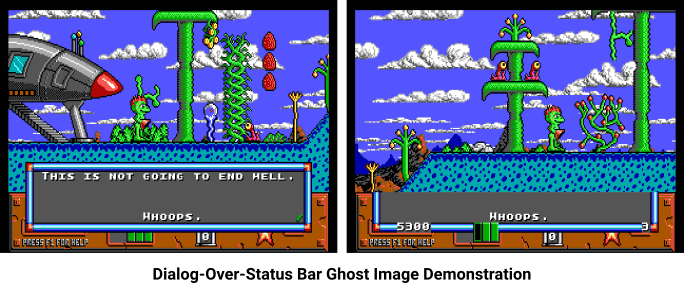 THIS IS NOT GOING TO END HELL.
WHOOPS.
0
PRESS F1 FOR HELP
WHOOPS.
5300
3
0
PRESS F1 FOR HELP
Dialog-Over-Status Bar Ghost Image Demonstration